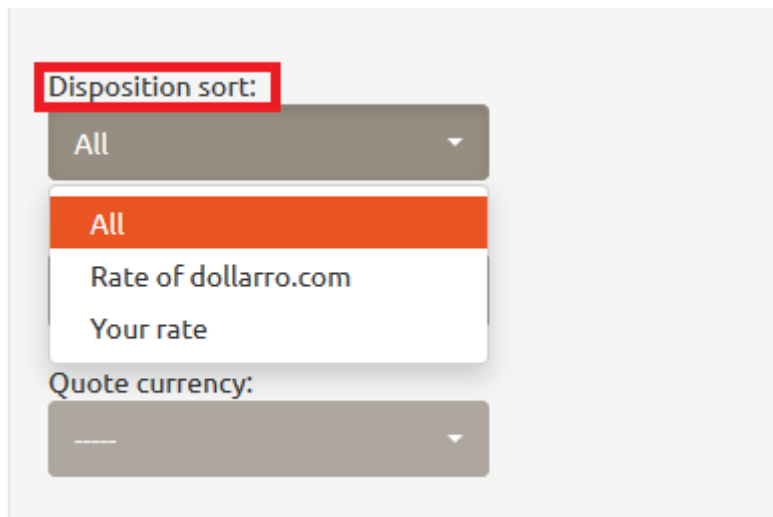 Disposition sort:
All
All
Rate of dollarro.com
Your rate
Quote currency:
-----